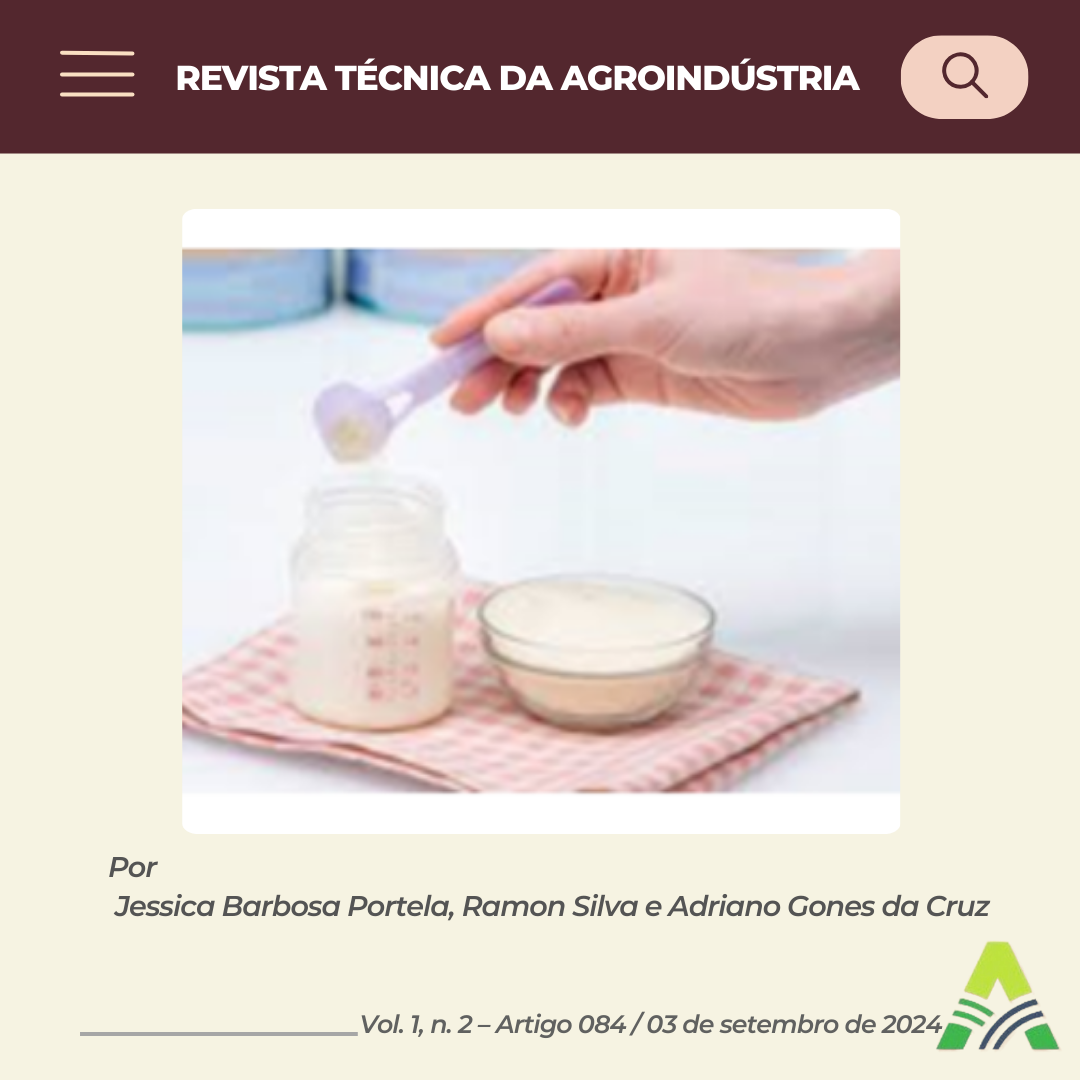 REVISTA TÉCNICA DA AGROINDÚSTRIA
Por
Jessica Barbosa Portela, Ramon Silva e Adriano Gones da Cruz
Vol. 1, n. 2 – Artigo 084 / 03 de setembro de 2024